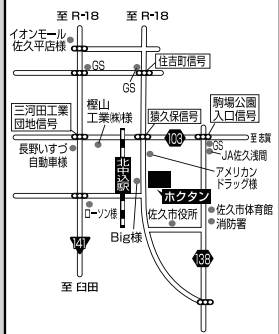 至 R-18
至 R-18
イオンモール
佐久平店様
GS
GS
住吉町信号
三河田工業
団地信号
樫山
工業㈱様
猿久保信号
駒場公園
入口信号
103
至志賀
GS
JA佐久浅間
長野いすゞ
自動車様
北中込駅
アメリカン
ドラッグ様
ホクタン
ローソン様
佐久市役所
佐久市体育館
消防署
Big様
141
138
至 臼田